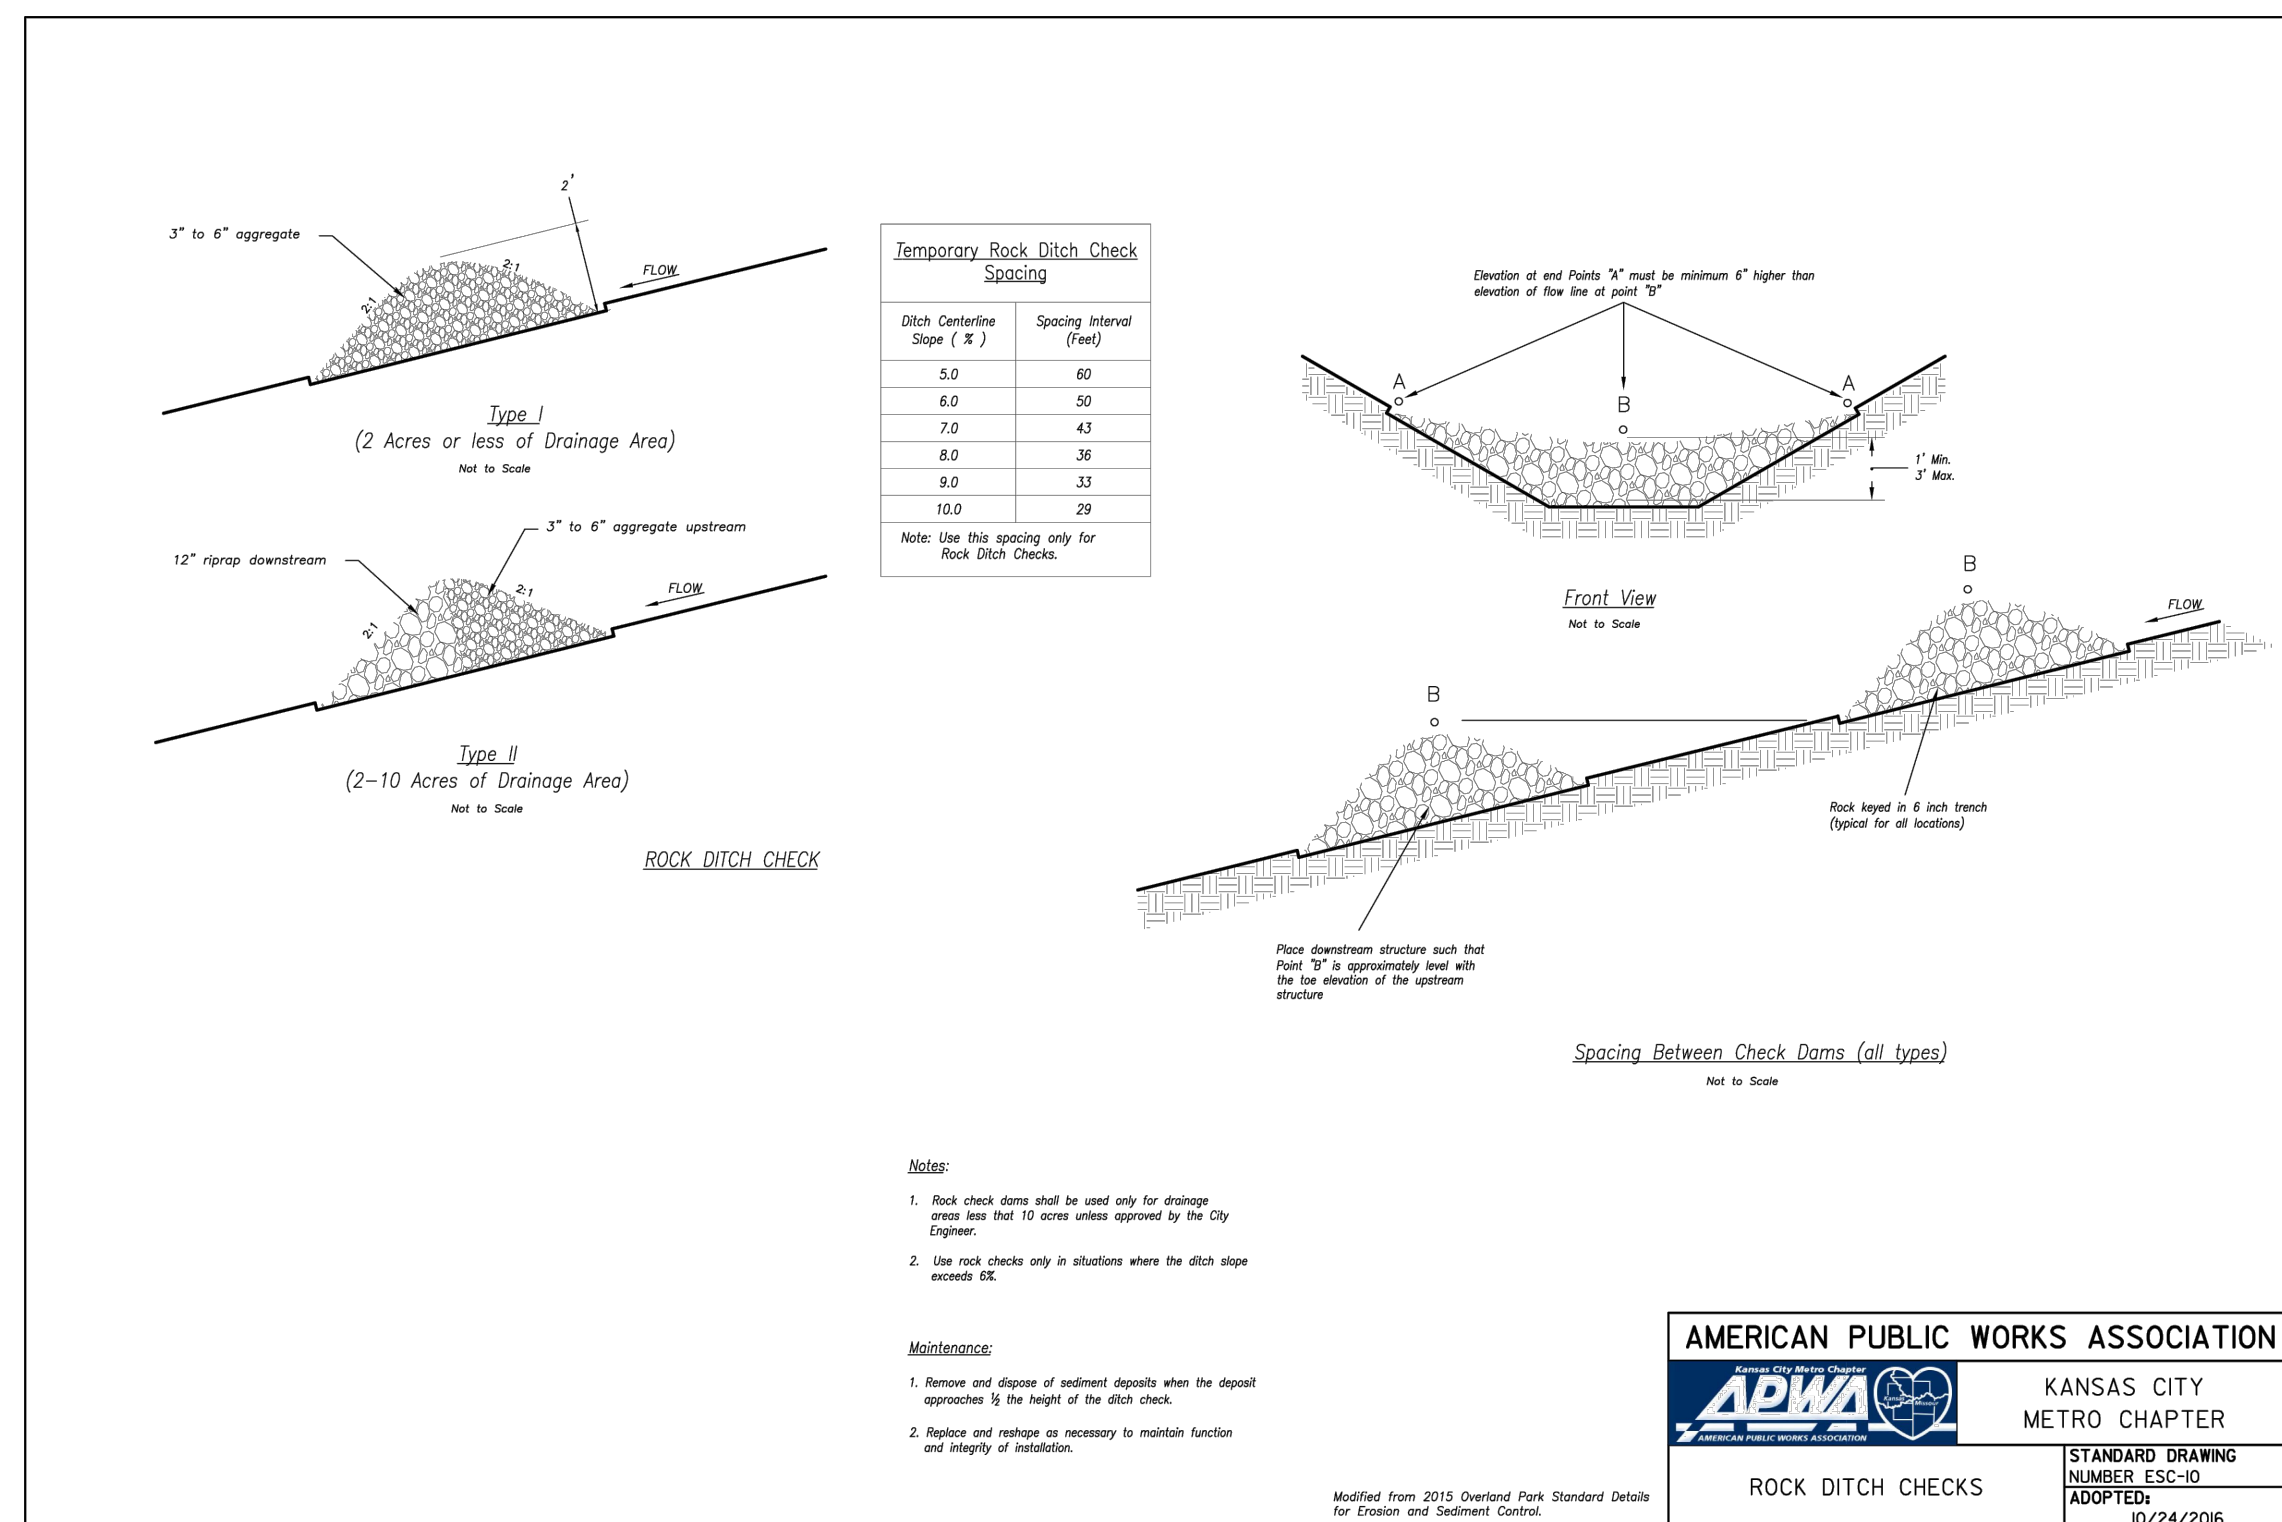 2'
3" to 6" aggregate
2:1
2:1
FLOW
Type I
(2 Acres or less of Drainage Area)
Not to Scale
3" to 6" aggregate upstream
12" riprap downstream
2:1
2:1
FLOW
Type II
(2-10 Acres of Drainage Area)
Not to Scale
ROCK DITCH CHECK
Temporary Rock Ditch Check
Spacing
Ditch Centerline
Slope ( % )
Spacing Interval
(Feet)
5.0 60
6.0 50
7.0 43
8.0 36
9.0 33
10.0 29
Note: Use this spacing only for
Rock Ditch Checks.
Elevation at end Points "A" must be minimum 6" higher than
elevation of flow line at point "B"
A
B
A
1' Min.
3' Max.
Front View
Not to Scale
B
FLOW
B
Rock keyed in 6 inch trench
(typical for all locations)
Place downstream structure such that
Point "B" is approximately level with
the toe elevation of the upstream
structure
Spacing Between Check Dams (all types)
Not to Scale
Notes:
1. Rock check dams shall be used only for drainage
areas less that 10 acres unless approved by the City
Engineer.
2. Use rock checks only in situations where the ditch slope
exceeds 6%.
Maintenance:
1. Remove and dispose of sediment deposits when the deposit
approaches ½ the height of the ditch check.
2. Replace and reshape as necessary to maintain function
and integrity of installation.
Modified from 2015 Overland Park Standard Details
for Erosion and Sediment Control.
AMERICAN PUBLIC WORKS ASSOCIATION
Kansas City Metro Chapter
APWA
Kansas
Missouri
AMERICAN PUBLIC WORKS ASSOCIATION
KANSAS CITY
METRO CHAPTER
ROCK DITCH CHECKS
STANDARD DRAWING
NUMBER ESC-10
ADOPTED:
10/24/2016